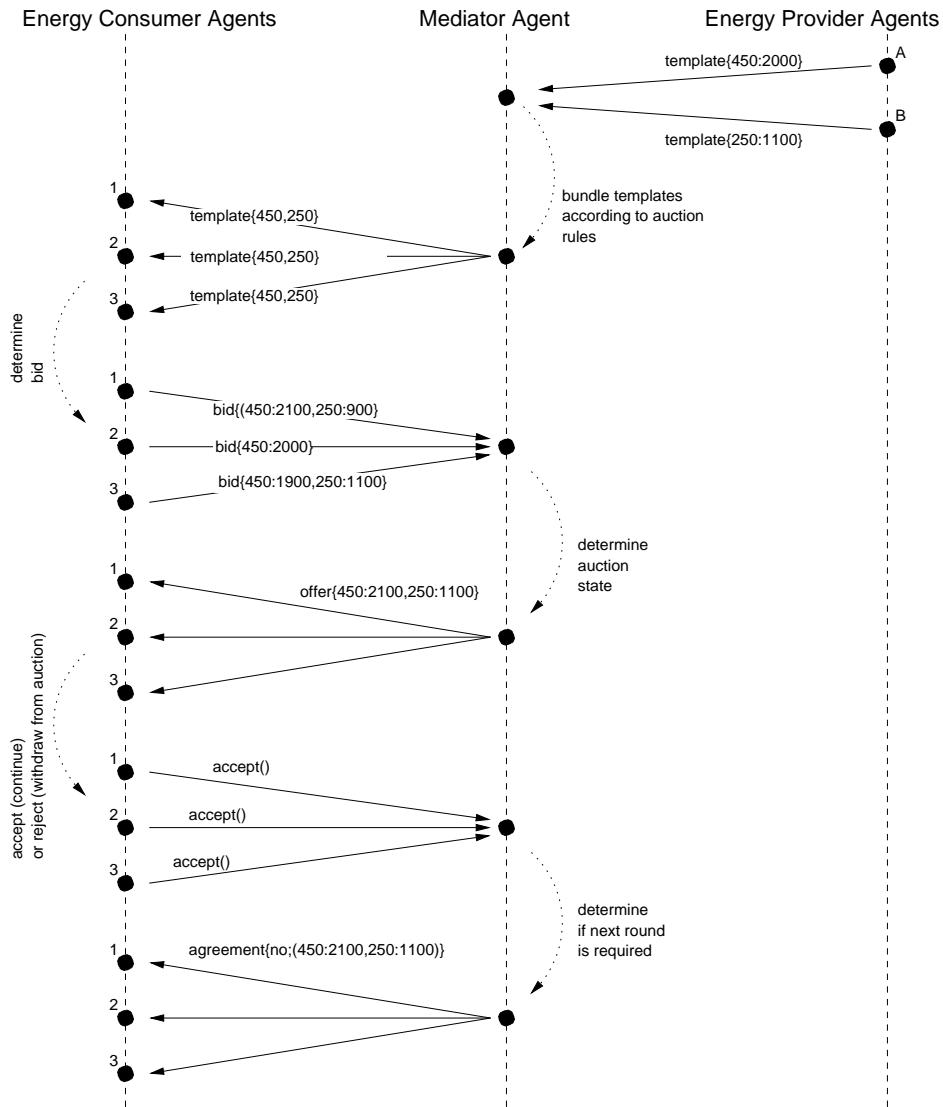 Energy Consumer Agents
Mediator Agent
Energy Provider Agents
A
template{450:2000}
B
template{250:1100}
bundle templates
according to auction
rules
1
template{450,250}
2
template{450,250}
3
template{450,250}
determine
bid
1
bid{(450:2100,250:900}
2
bid{450:2000}
3
bid{450:1900,250:1100}
determine
auction
state
1
offer{450:2100,250:1100}
2
3
accept (continue)
or reject (withdraw from auction)
1
accept()
2
accept()
3
accept()
determine
if next round
is required
1
agreement{no;(450:2100,250:1100)}
2
3